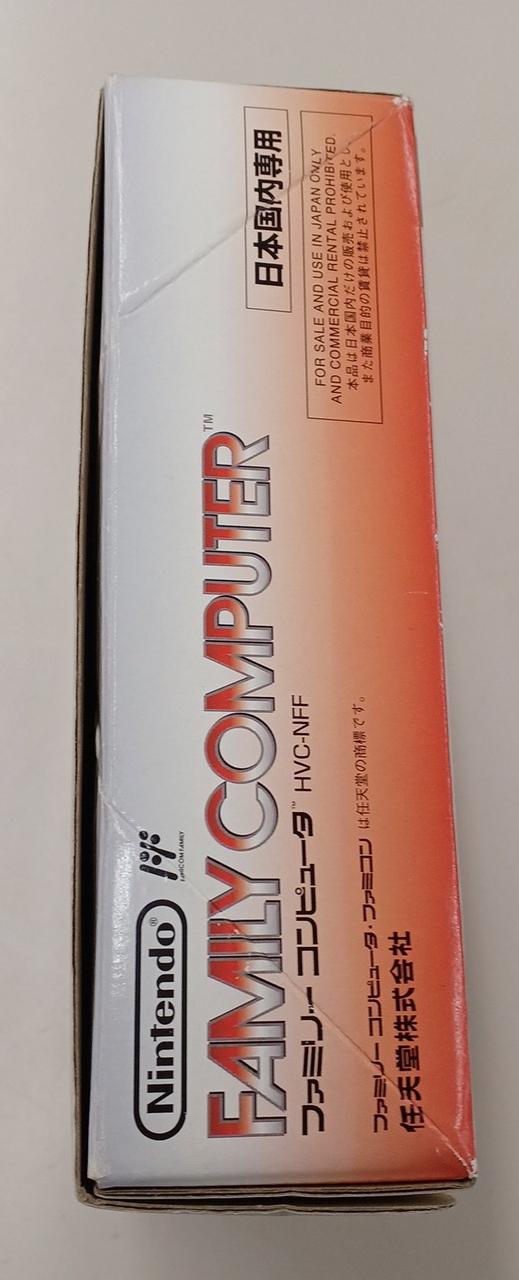 Nintendo®
FAMICOM FAMILY
FAMILY COMPUTER™
ファミリーコンピュータ™ HVC-NFF
ファミリーコンピュータ・ファミコン は任天堂の商標です。
任天堂株式会社
日本国内専用
FOR SALE AND USE IN JAPAN ONLY
AND COMMERCIAL RENTAL PROHIBITED.
本品は日本国内だけの販売および使用とし、
また商業目的の賃貸は禁止されています。